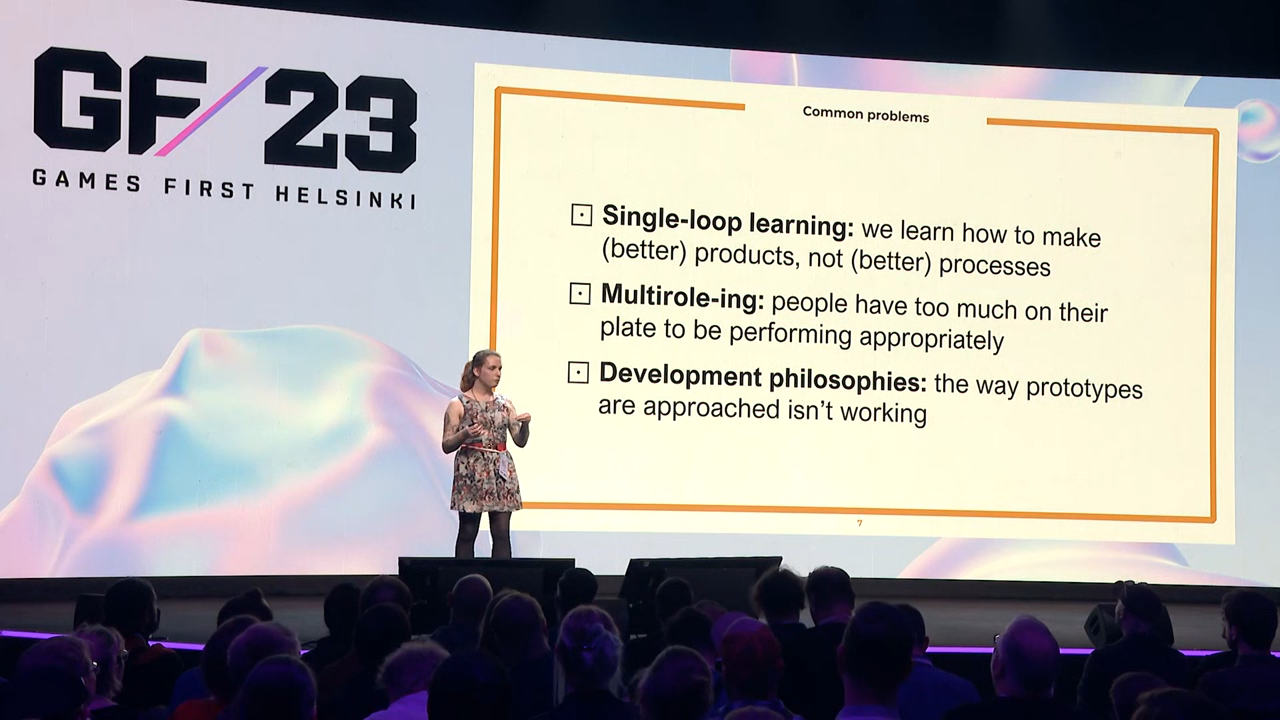 GF/23
GAMES FIRST HELSINKI
Common problems
Single-loop learning: we learn how to make
(better) products, not (better) processes
Multirole-ing: people have too much on their
plate to be performing appropriately
Development philosophies: the way prototypes
are approached isn't working
7